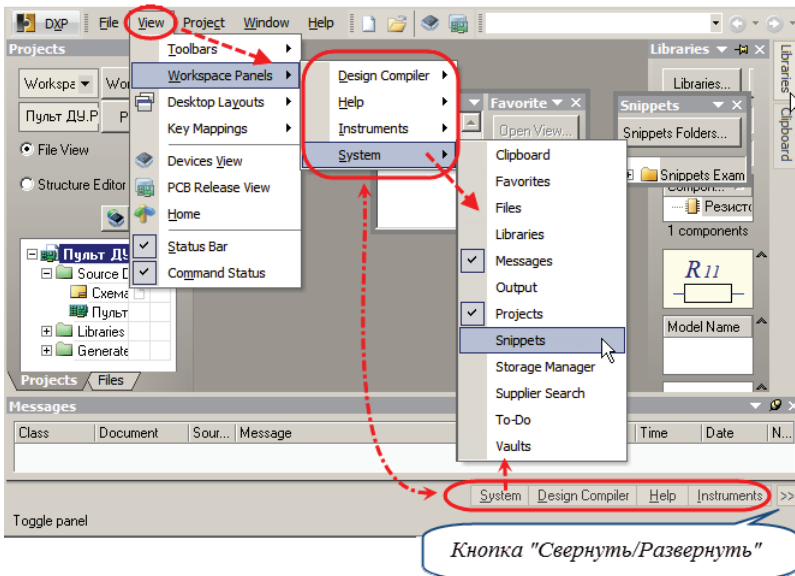 DXP File View Project Window Help
Projects
Workspe
Пульт ДУ.P P
File View
Structure Editor
Пульт ДУ
Source D
Схема
Пульт
Libraries
Generate
Projects Files
Toolbars
Workspace Panels
Desktop Layouts
Key Mappings
Devices View
PCB Release View
Home
Status Bar
Command Status
Design Compiler
Help
Instruments
System
Favorite
Open View...
Clipboard
Favorites
Files
Libraries
Messages
Output
Projects
Snippets
Storage Manager
Supplier Search
To-Do
Vaults
Libraries
Libraries...
Snippets
Snippets Folders...
Snippets Exam
Резисто
1 components
R11
Model Name
Libraries
Clipboard
Messages
Class Document Sour... Message Time Date N...
System Design Compiler Help Instruments >>
Toggle panel
Кнопка "Свернуть/Развернуть"